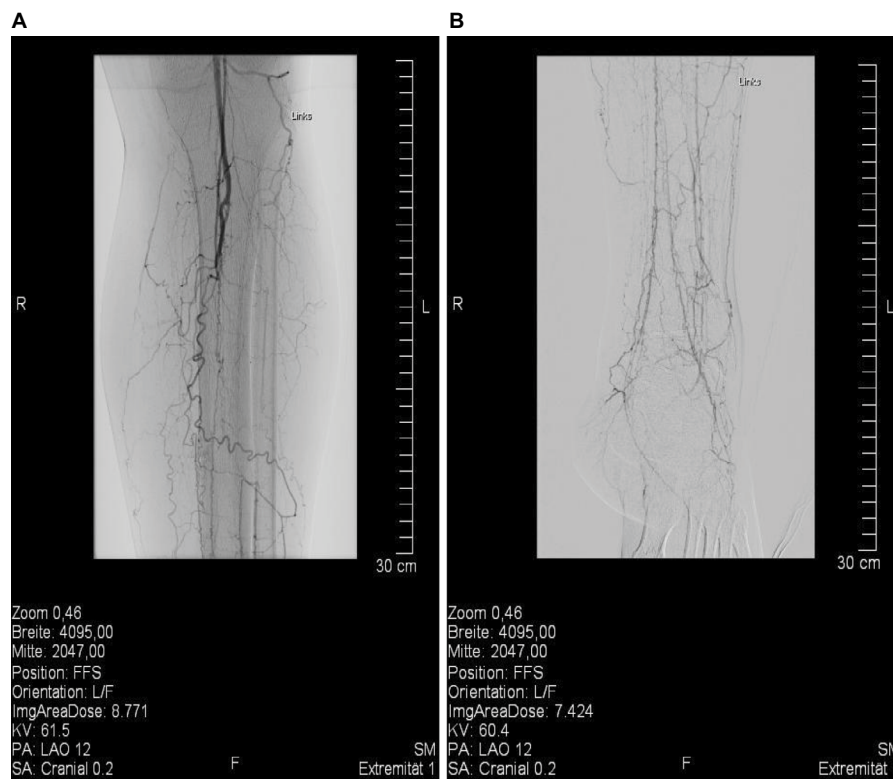 A
Links
R
L
30 cm
Zoom 0,46
Breite: 4095,00
Mitte: 2047,00
Position: FFS
Orientation: L/F
ImgAreaDose: 8.771
KV: 61.5
PA: LAO 12
SA: Cranial 0.2
F
SM
Extremität 1
B
Links
R
L
30 cm
Zoom 0,46
Breite: 4095,00
Mitte: 2047,00
Position: FFS
Orientation: L/F
ImgAreaDose: 7.424
KV: 60.4
PA: LAO 12
SA: Cranial 0.2
F
SM
Extremität